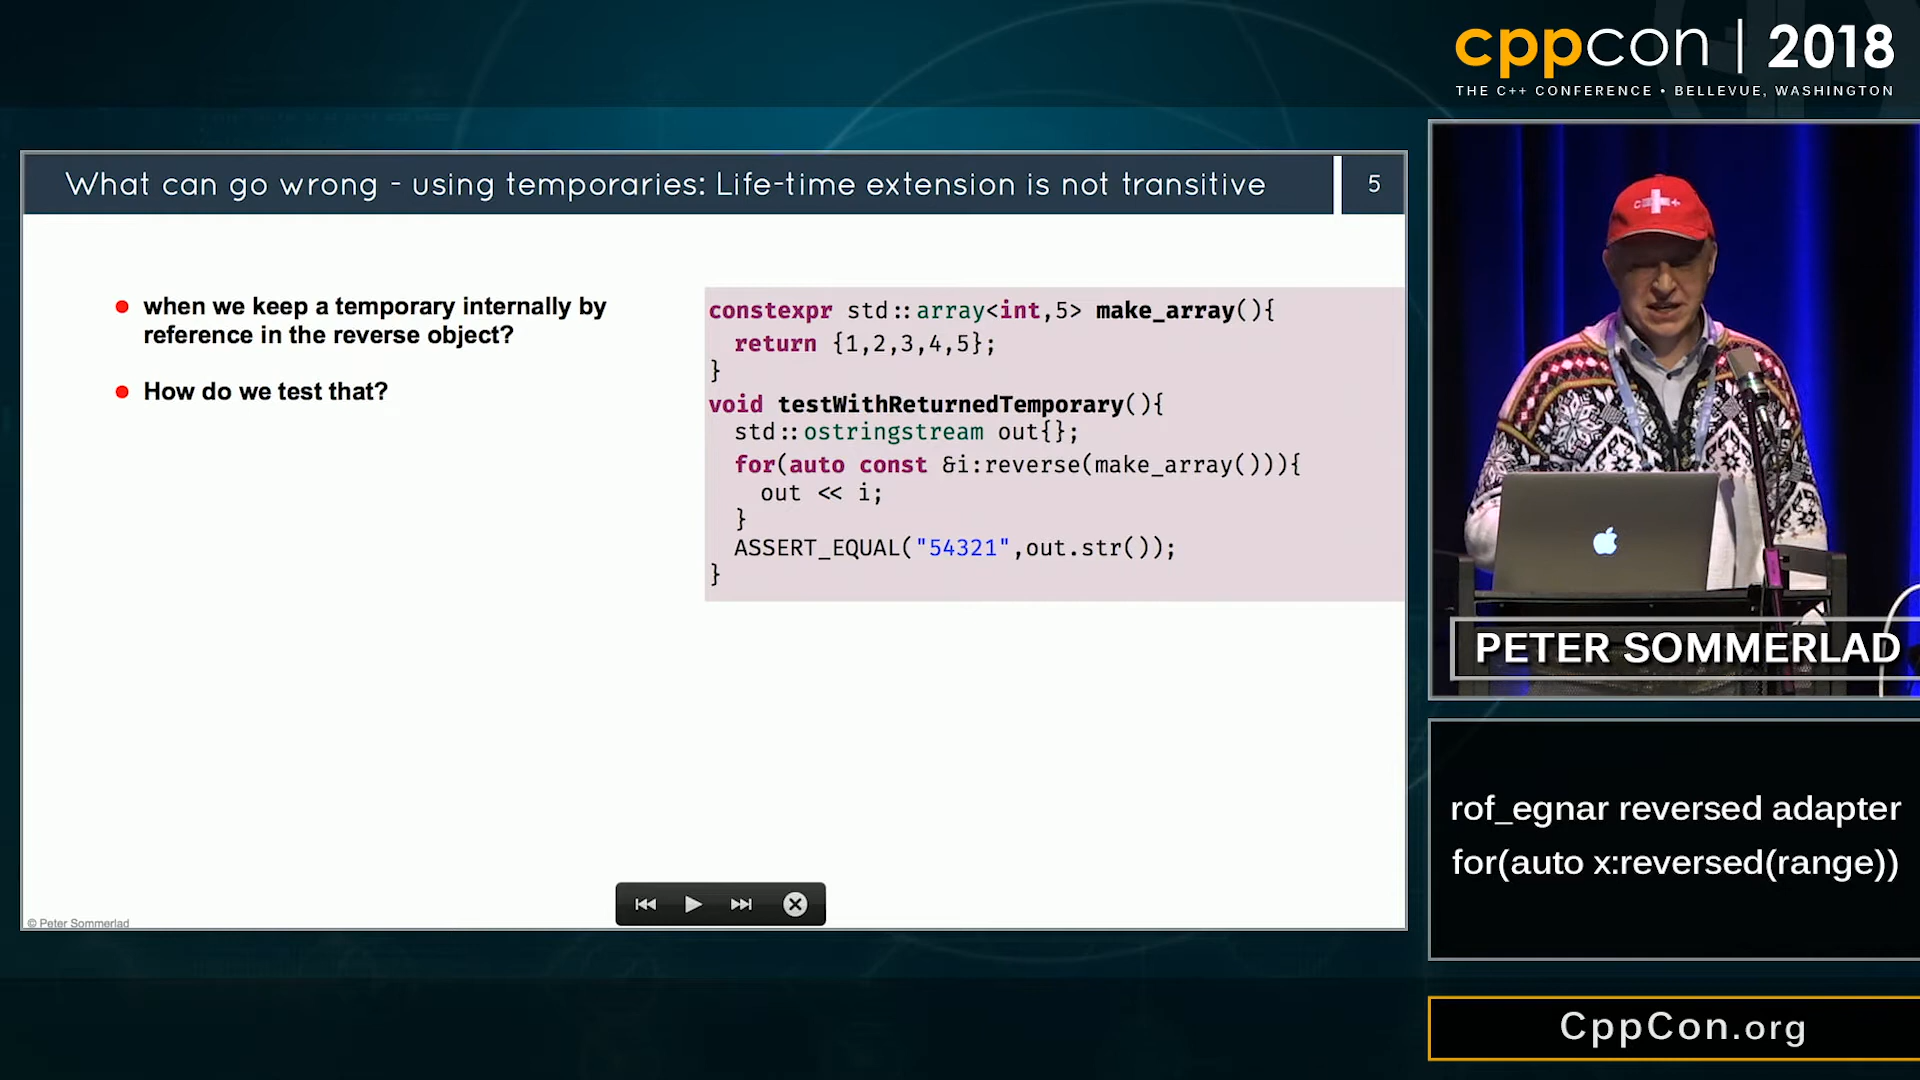 cppcon | 2018
THE C++ CONFERENCE • BELLEVUE, WASHINGTON
What can go wrong - using temporaries: Life-time extension is not transitive
5
when we keep a temporary internally by
reference in the reverse object?
How do we test that?
constexpr std::array<int,5> make_array(){
return {1,2,3,4,5};
}
void testWithReturnedTemporary(){
std::ostringstream out{};
for(auto const &i:reverse(make_array())){
out << i;
}
ASSERT_EQUAL("54321",out.str());
}
© Peter Sommerlad
PETER SOMMERLAD
rof_egnar reversed adapter
for(auto x:reversed(range))
CppCon.org